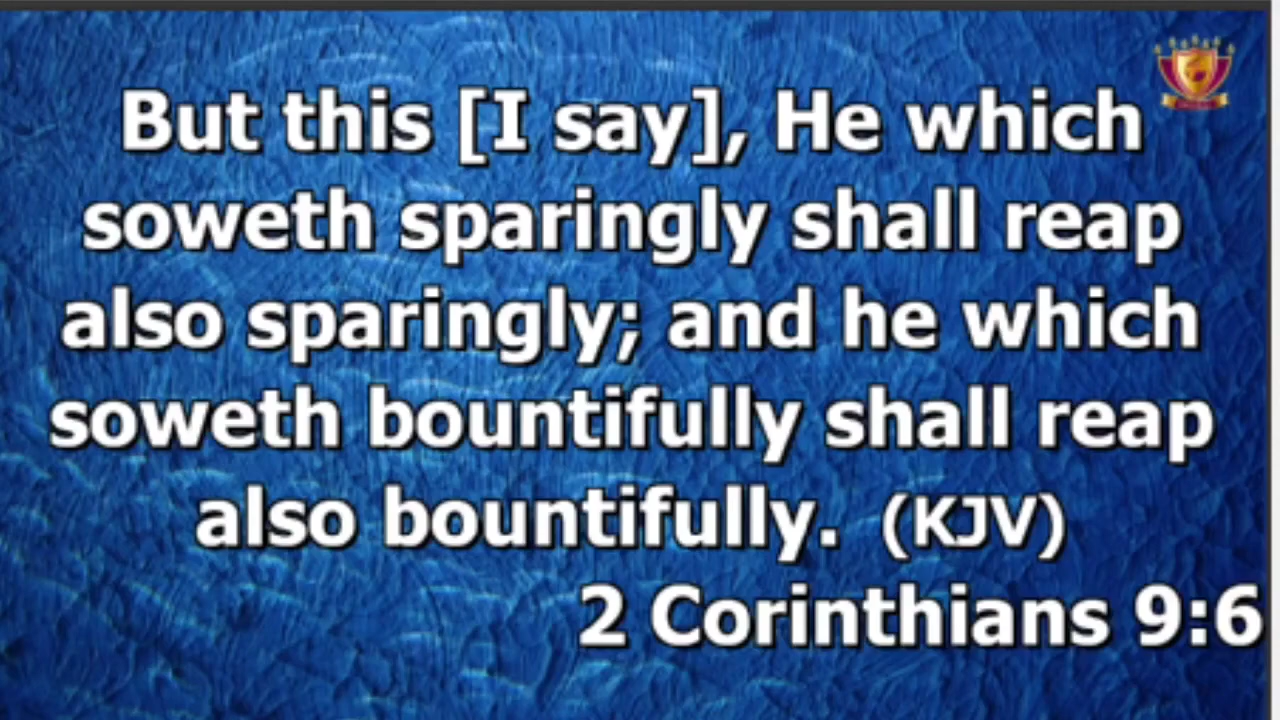 But this [I say], He which
soweth sparingly shall reap
also sparingly; and he which
soweth bountifully shall reap
also bountifully. (KJV)
2 Corinthians 9:6